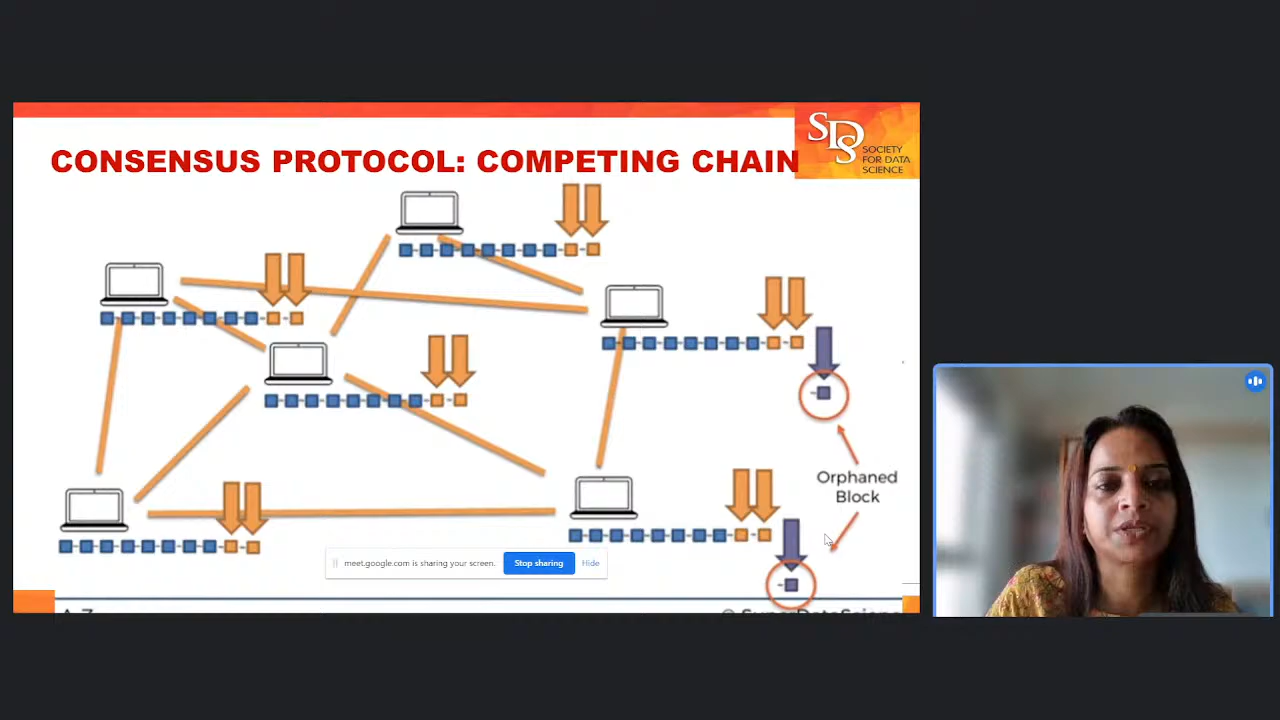 CONSENSUS PROTOCOL: COMPETING CHAIN
SDS
SOCIETY
FOR DATA
SCIENCE
Orphaned
Block
meet.google.com is sharing your screen.
Stop sharing
Hide